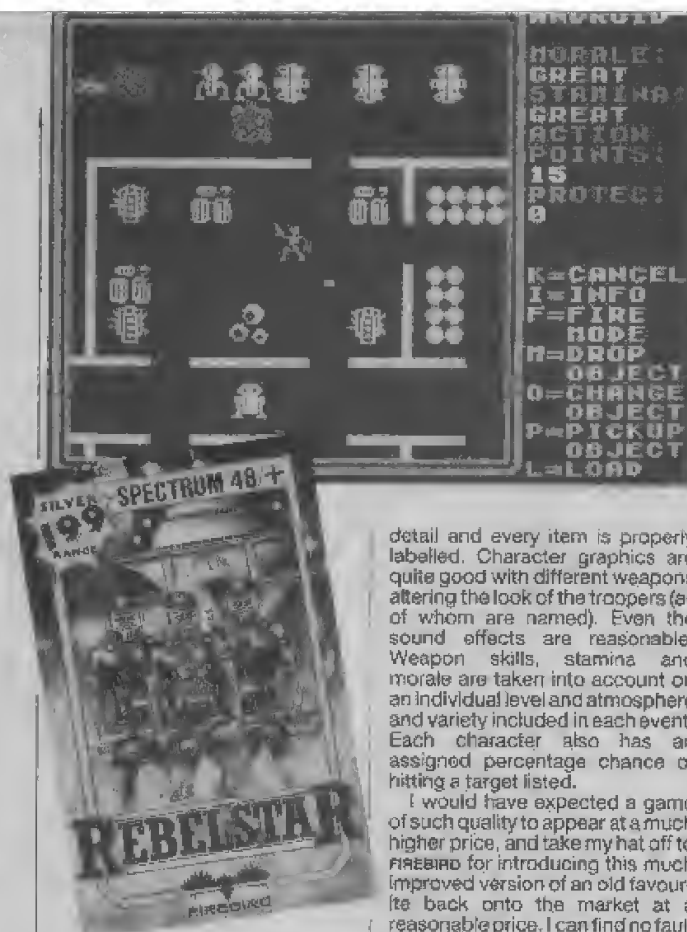 ANDROID
MORALE:
GREAT
STAMINA:
GREAT
ACTION
POINTS:
15
PROTEC:
0
K=CANCEL
I=INFO
F=FIRE
MODE
M=DROP
OBJECT
O=CHANGE
OBJECT
P=PICKUP
OBJECT
L=LOAD
SILVER
199
RANGE
SPECTRUM 48/+
REBELSTAR
FIREBIRD
detail and every item is properly
labelled. Character graphics are
quite good with different weapons
altering the look of the troopers (a
of whom are named). Even the
sound effects are reasonable.
Weapon skills, stamina and
morale are taken into account on
an individual level and atmosphere
and variety included in each event.
Each character also has an
assigned percentage chance of
hitting a target listed.
I would have expected a game
of such quality to appear at a much
higher price, and take my hat off to
FIREBIRD for introducing this much
improved version of an old favour-
ite back onto the market at a
reasonable price. I can find no faul